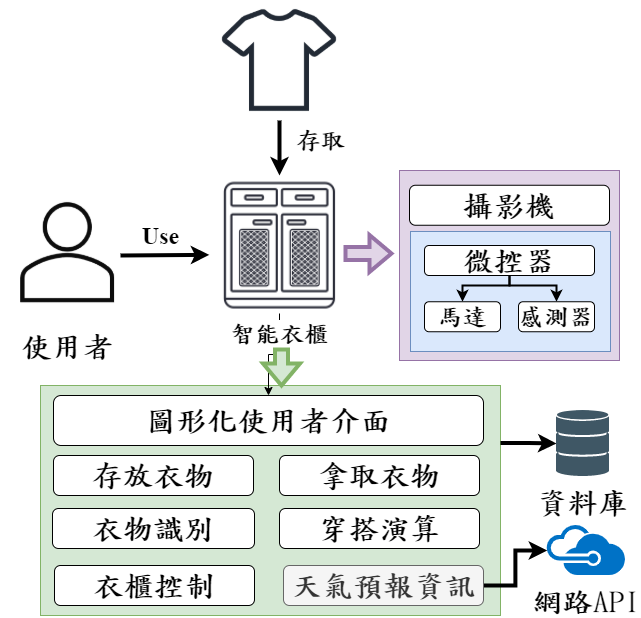 存取
Use
使用者
智能衣櫃
攝影機
微控器
馬達
感測器
圖形化使用者介面
存放衣物
拿取衣物
衣物識別
穿搭演算
衣櫃控制
天氣預報資訊
資料庫
網路API